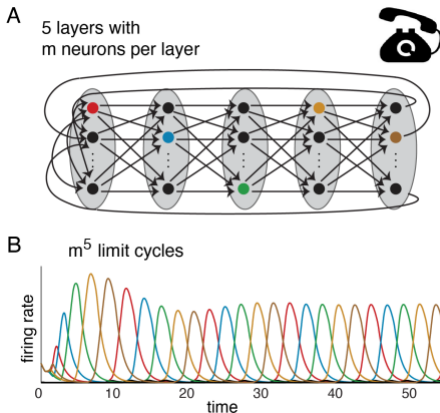 A
5 layers with
m neurons per layer
B
m⁵ limit cycles
firing rate
0 10 20 30 40 50
time